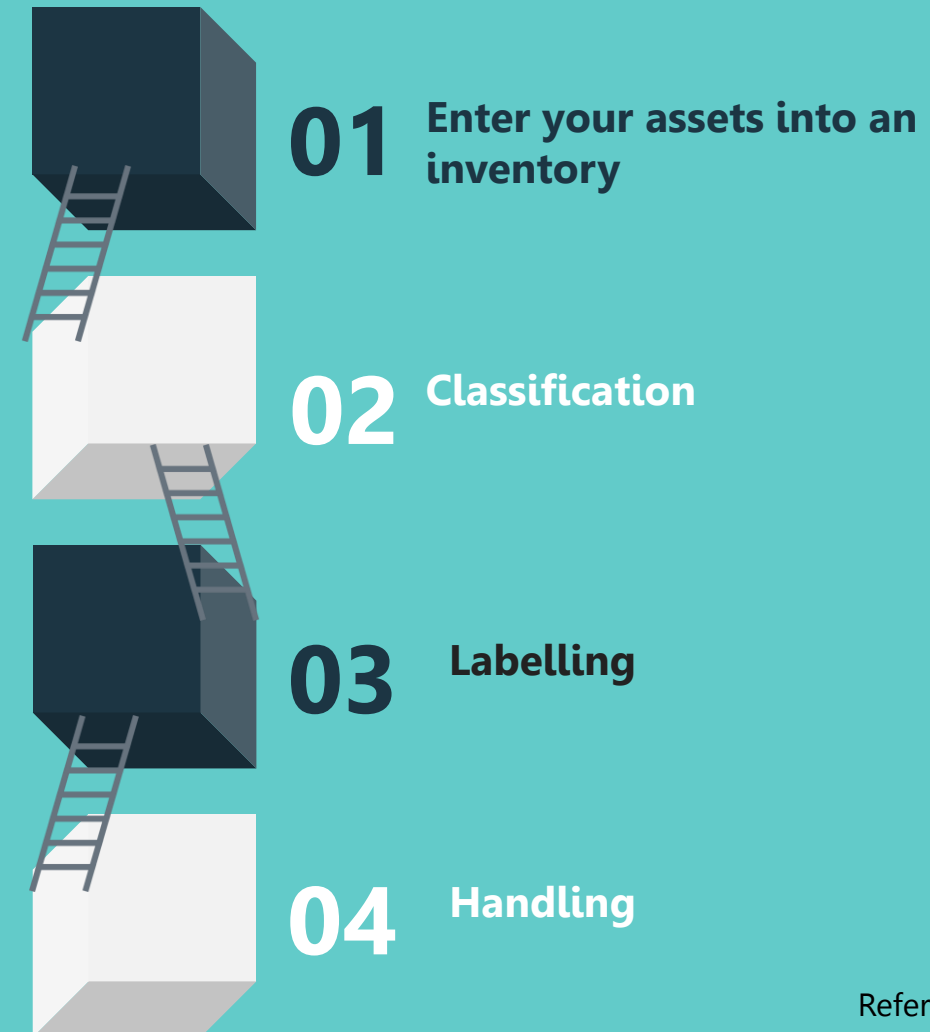 01
Enter your assets into an
inventory
02
Classification
03
Labelling
04
Handling
Refer